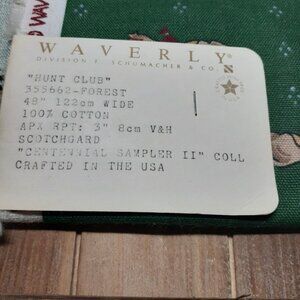 WAVERLY
DIVISION F. SCHUMACHER & CO.
"HUNT CLUB"
355662-FOREST
48" 122cm WIDE
100% COTTON
APX RPT: 3" 8cm V&H
SCOTCHGARD
"CENTENNIAL SAMPLER II" COLL
CRAFTED IN THE USA
WAV